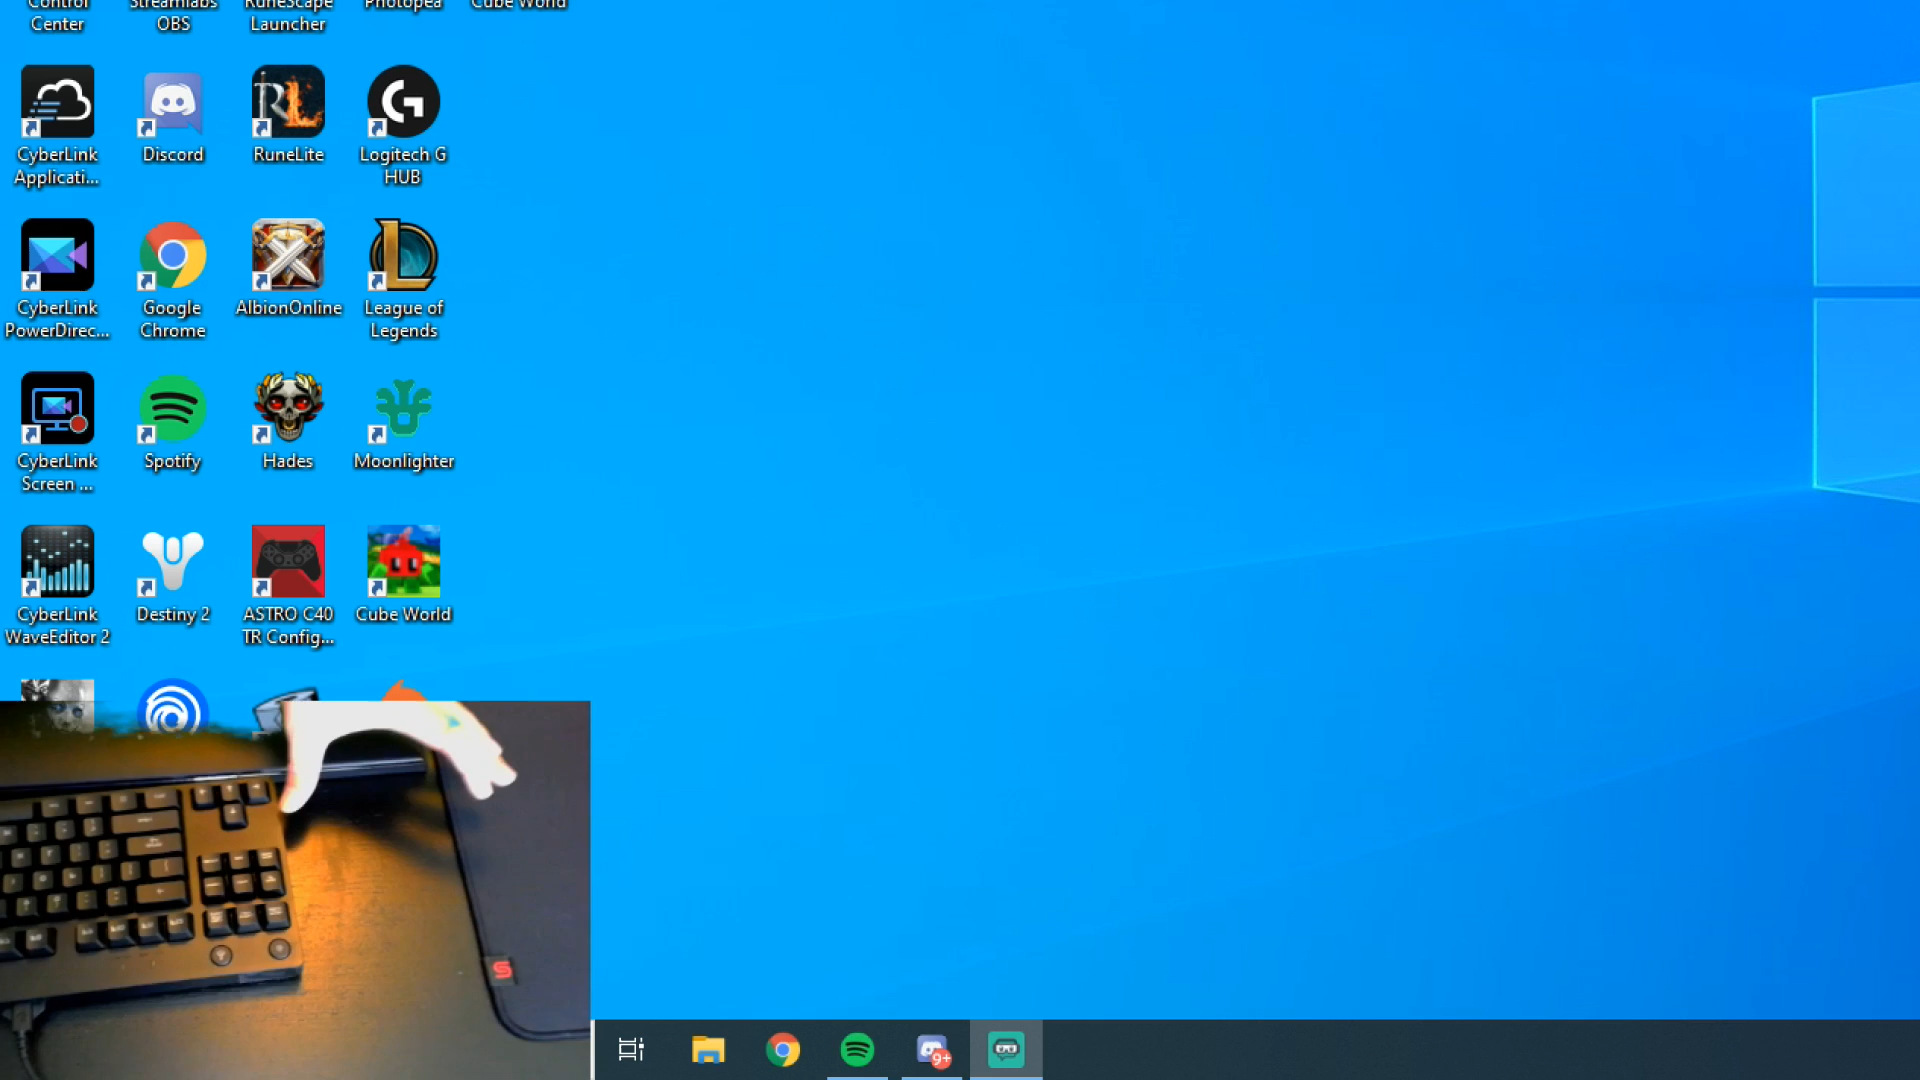 Control
Center
Streamlabs
OBS
RuneScape
Launcher
Photopea
Cube World
CyberLink
Applicati...
Discord
RuneLite
Logitech G
HUB
CyberLink
PowerDirec...
Google
Chrome
AlbionOnline
League of
Legends
CyberLink
Screen ...
Spotify
Hades
Moonlighter
CyberLink
WaveEditor 2
Destiny 2
ASTRO C40
TR Config...
Cube World
9+